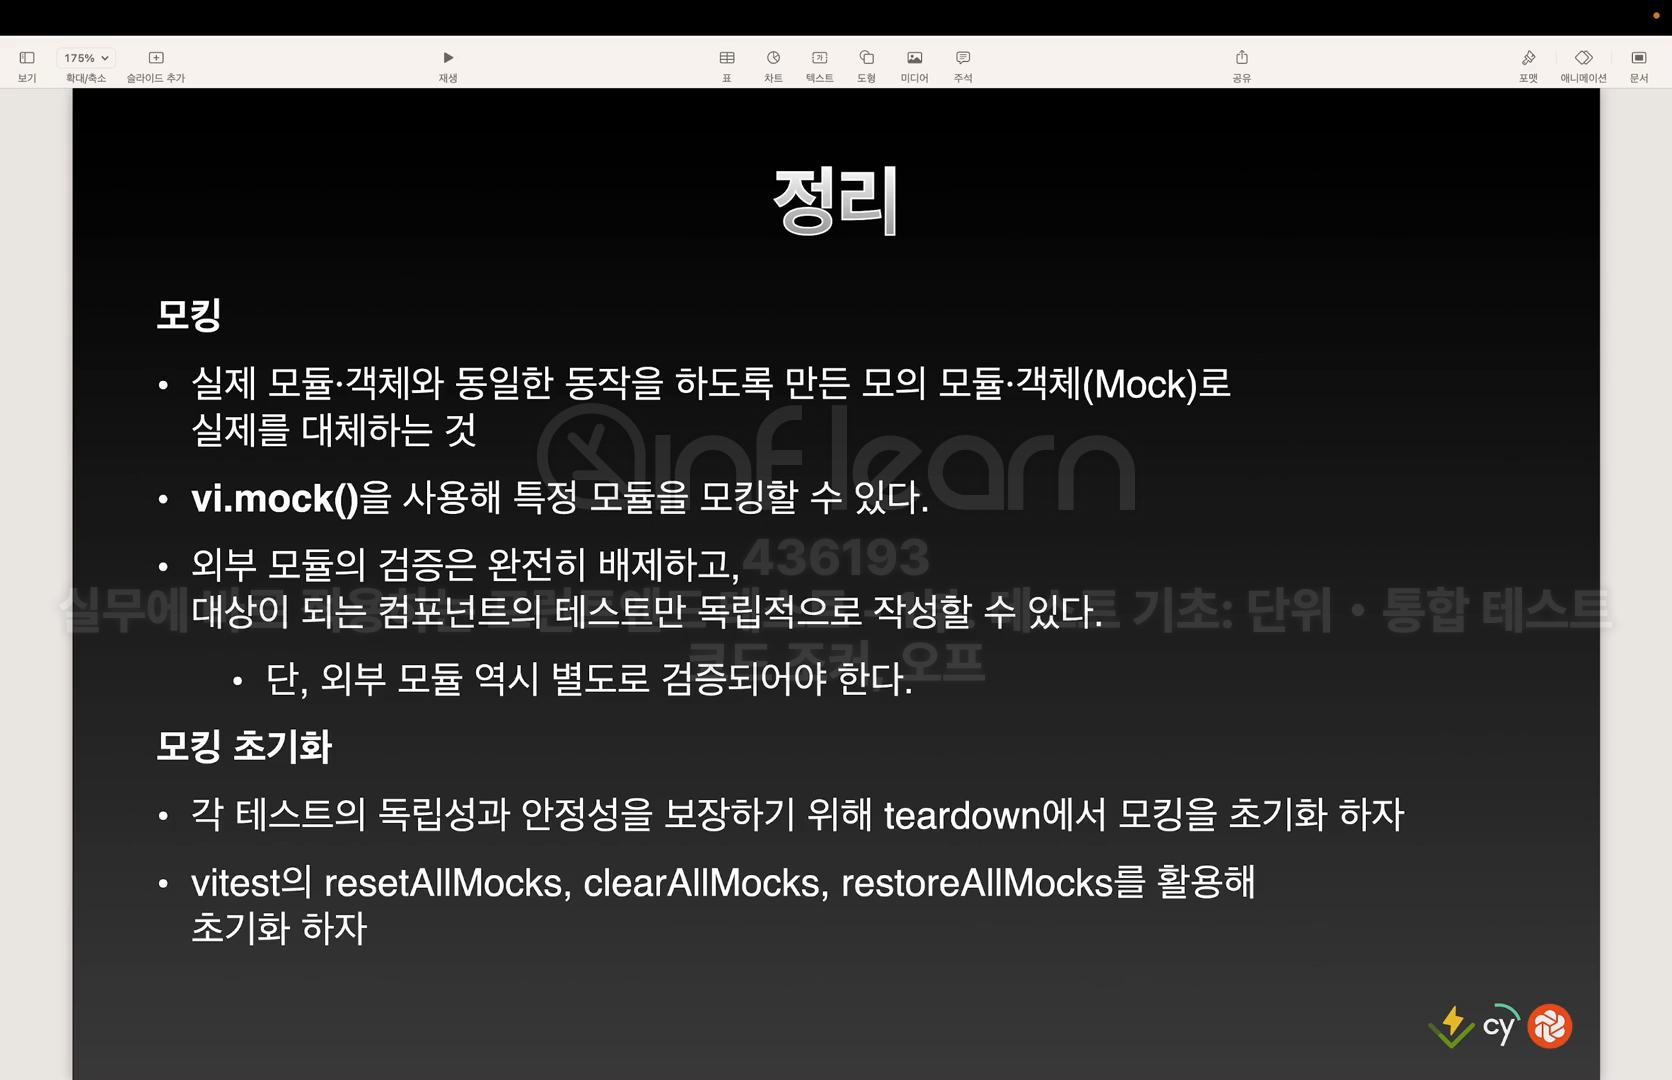 175%
보기
확대/축소
슬라이드 추가
재생
표
차트
텍스트
도형
미디어
주석
공유
포맷
애니메이션
문서
정리
모킹
• 실제 모듈·객체와 동일한 동작을 하도록 만든 모의 모듈·객체(Mock)로
실제를 대체하는 것
inflearn
• vi.mock()을 사용해 특정 모듈을 모킹할 수 있다.
436193
• 외부 모듈의 검증은 완전히 배제하고,
대상이 되는 컴포넌트의 테스트만 독립적으로 작성할 수 있다.
실무에 기초: 단위 • 통합 테스트
오프
• 단, 외부 모듈 역시 별도로 검증되어야 한다.
모킹 초기화
• 각 테스트의 독립성과 안정성을 보장하기 위해 teardown에서 모킹을 초기화 하자
• vitest의 resetAllMocks, clearAllMocks, restoreAllMocks를 활용해
초기화 하자
cy